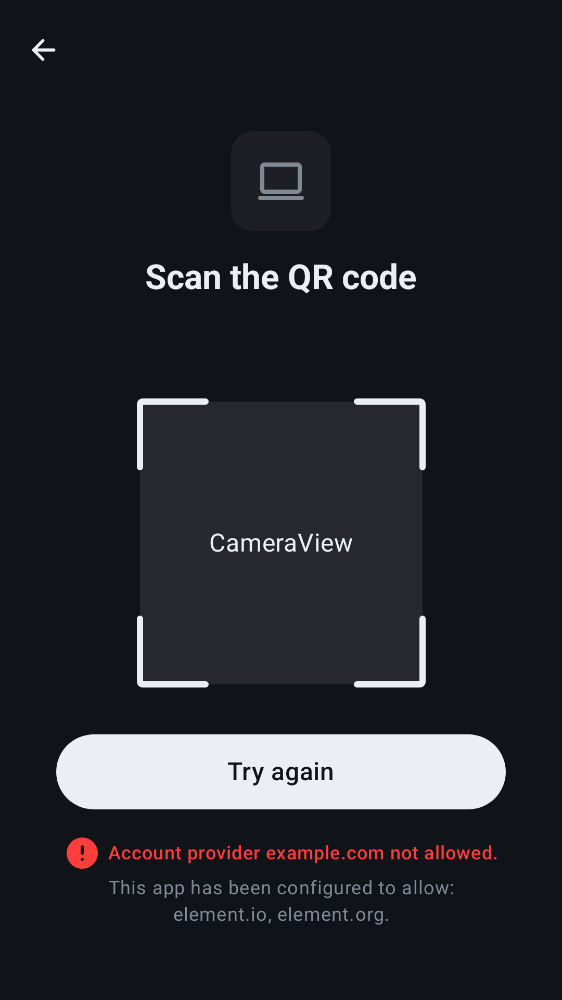 Scan the QR code
CameraView
Try again
Account provider example.com not allowed.
This app has been configured to allow:
element.io, element.org.